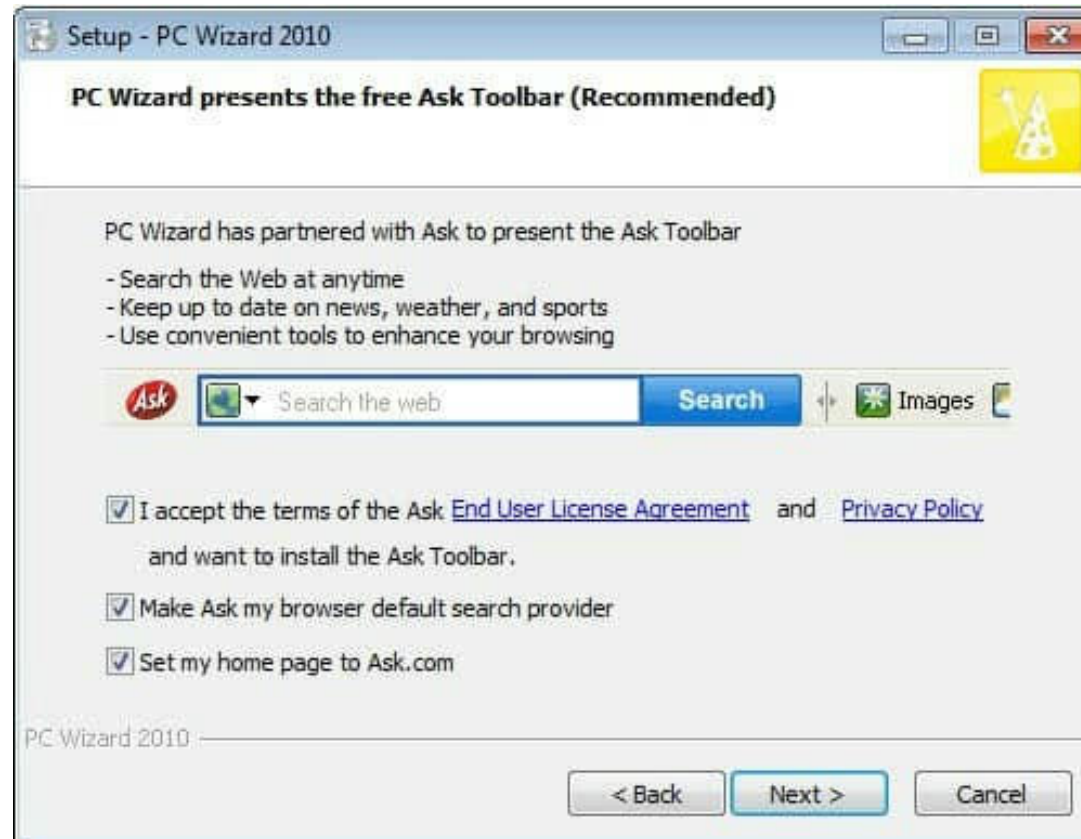 Setup - PC Wizard 2010
PC Wizard presents the free Ask Toolbar (Recommended)
PC Wizard has partnered with Ask to present the Ask Toolbar
- Search the Web at anytime
- Keep up to date on news, weather, and sports
- Use convenient tools to enhance your browsing
Ask Search the web Search Images
I accept the terms of the Ask End User License Agreement and Privacy Policy
and want to install the Ask Toolbar.
Make Ask my browser default search provider
Set my home page to Ask.com
PC Wizard 2010
< Back Next > Cancel